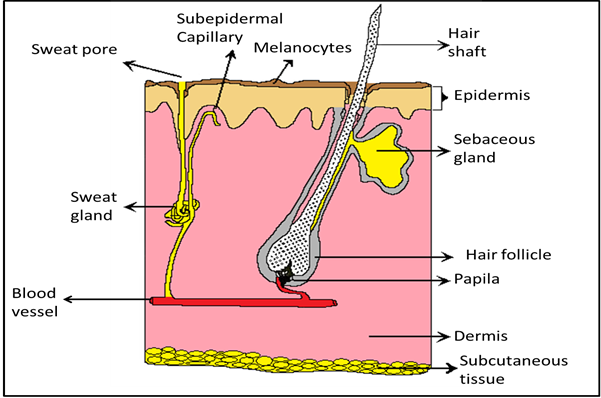 Subepidermal
Capillary
Hair
shaft
Sweat pore
Melanocytes
Epidermis
Sebaceous
gland
Sweat
gland
Hair follicle
Papila
Blood
vessel
Dermis
Subcutaneous
tissue